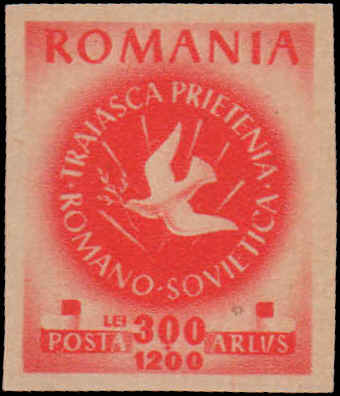 ROMANIA
TRAIASCA PRIETENIA
ROMANO-SOVIETICA
LEI 300
POSTA + ARLUS
1200